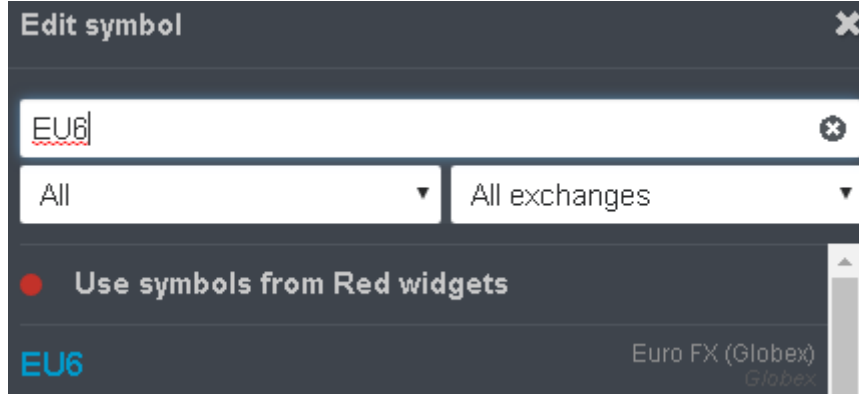 Edit symbol
EU6
All
All exchanges
Use symbols from Red widgets
EU6
Euro FX (Globex)
Globex